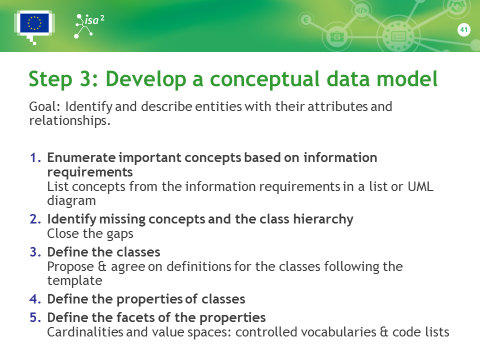 isa²
41
Step 3: Develop a conceptual data model
Goal: Identify and describe entities with their attributes and
relationships.
1. Enumerate important concepts based on information
requirements
List concepts from the information requirements in a list or UML
diagram
2. Identify missing concepts and the class hierarchy
Close the gaps
3. Define the classes
Propose & agree on definitions for the classes following the
template
4. Define the properties of classes
5. Define the facets of the properties
Cardinalities and value spaces: controlled vocabularies & code lists